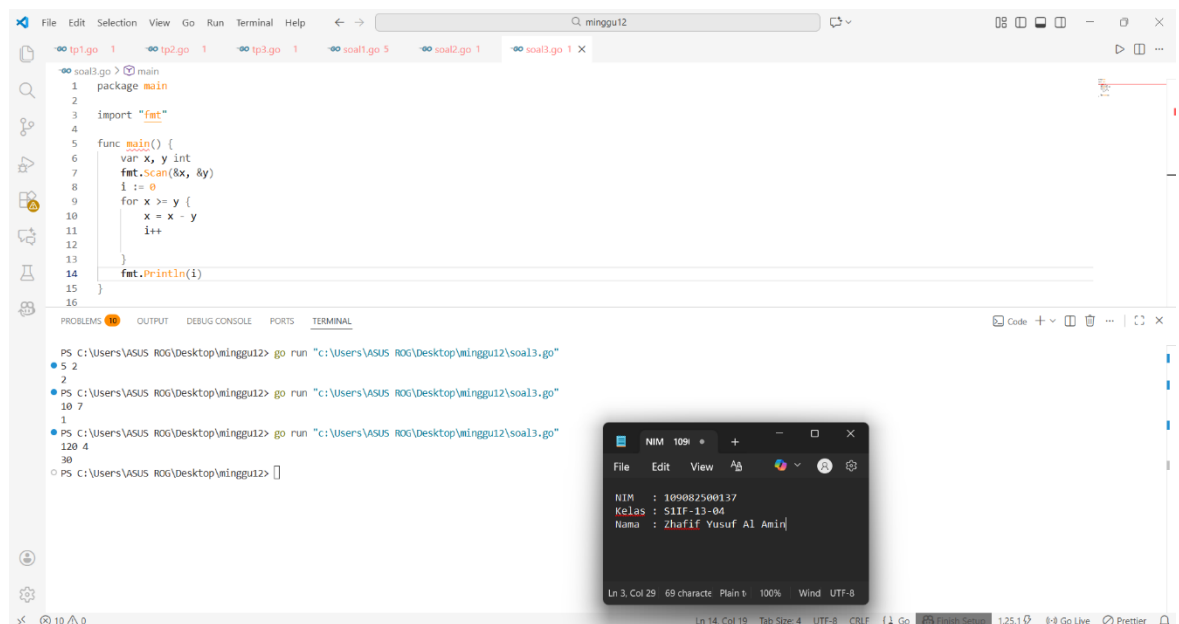 File Edit Selection View Go Run Terminal Help
minggu12
tp1.go 1 tp2.go 1 tp3.go 1 soal1.go 5 soal2.go 1 soal3.go 1
soal3.go > main
1 package main
2
3 import "fmt"
4
5 func main() {
6 var x, y int
7 fmt.Scan(&x, &y)
8 i := 0
9 for x >= y {
10 x = x - y
11 i++
12
13 }
14 fmt.Println(i)
15 }
16
PROBLEMS 10 OUTPUT DEBUG CONSOLE PORTS TERMINAL
Code
PS C:\Users\ASUS ROG\Desktop\minggu12> go run "c:\Users\ASUS ROG\Desktop\minggu12\soal3.go"
5 2
2
PS C:\Users\ASUS ROG\Desktop\minggu12> go run "c:\Users\ASUS ROG\Desktop\minggu12\soal3.go"
10 7
1
PS C:\Users\ASUS ROG\Desktop\minggu12> go run "c:\Users\ASUS ROG\Desktop\minggu12\soal3.go"
120 4
30
PS C:\Users\ASUS ROG\Desktop\minggu12>
NIM 109
File Edit View
NIM : 109082500137
Kelas : S1IF-13-04
Nama : Zhafif Yusuf Al Amin
Ln 3, Col 29 69 characte Plain t 100% Wind UTF-8
10 0
Ln 14, Col 19 Tab Size: 4 UTF-8 CRLF Go Finish Setup 1.25.1 Go Live Prettier